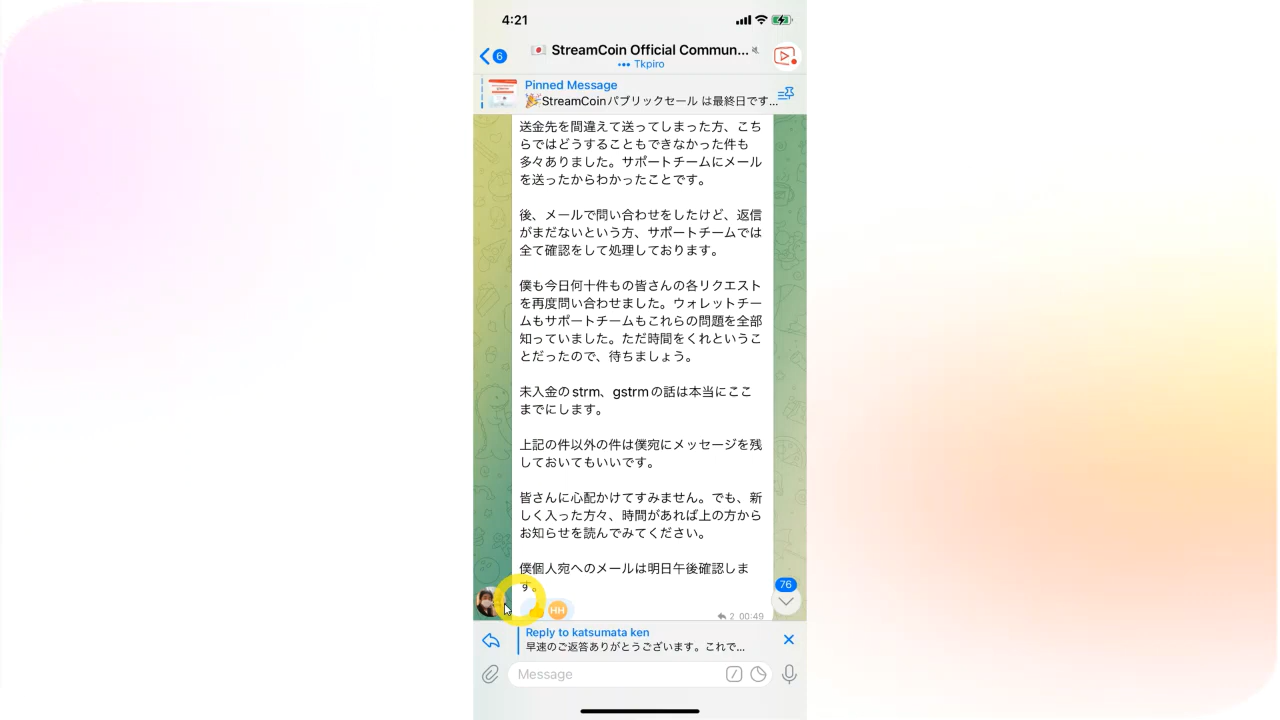 4:21
6
🇯🇵 StreamCoin Official Commun...
Tkpiro
Pinned Message
🎉StreamCoinパブリックセール は最終日です...
送金先を間違えて送ってしまった方、こち
らではどうすることもできなかった件も
多々ありました。サポートチームにメール
を送ったからわかったことです。
後、メールで問い合わせをしたけど、返信
がまだないという方、サポートチームでは
全て確認をして処理しております。
僕も今日何十件もの皆さんの各リクエスト
を再度問い合わせました。ウォレットチー
ムもサポートチームもこれらの問題を全部
知っていました。ただ時間をくれというこ
とだったので、待ちましょう。
未入金のstrm、gstrmの話は本当にここ
までにします。
上記の件以外の件は僕宛にメッセージを残
しておいてもいいです。
皆さんに心配かけてすみません。でも、新
しく入った方々、時間があれば上の方から
お知らせを読んでみてください。
僕個人宛へのメールは明日午後確認しま
す。
76
HH
2 00:49
Reply to katsumata ken
早速のご返答ありがとうございます。これで...
Message